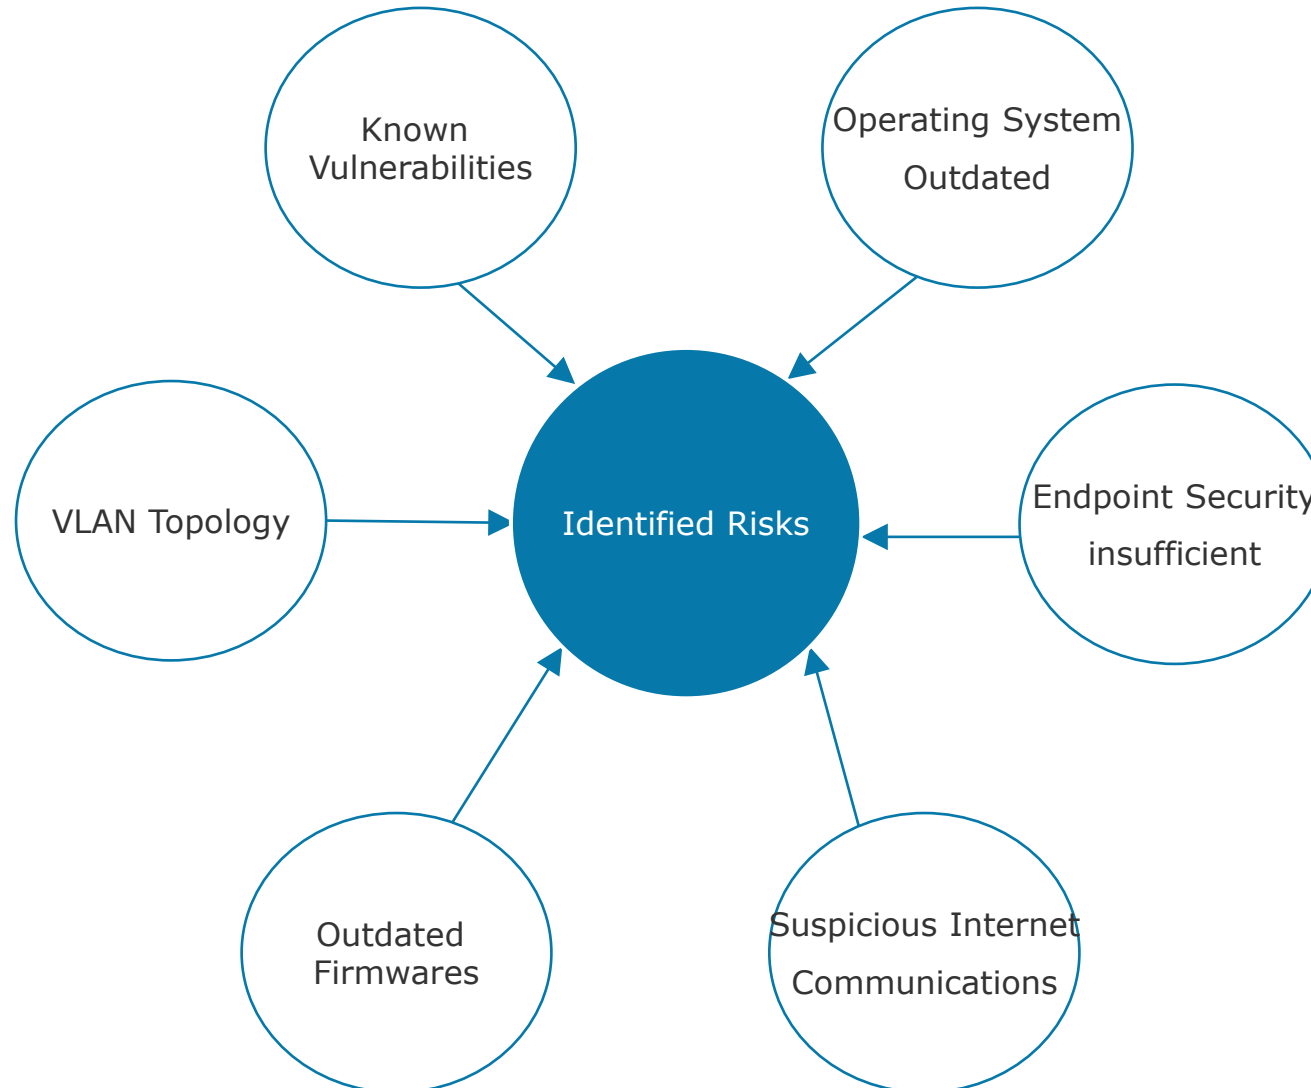 Known
Vulnerabilities
Operating System
Outdated
VLAN Topology
Identified Risks
Endpoint Security
insufficient
Outdated
Firmwares
Suspicious Internet
Communications